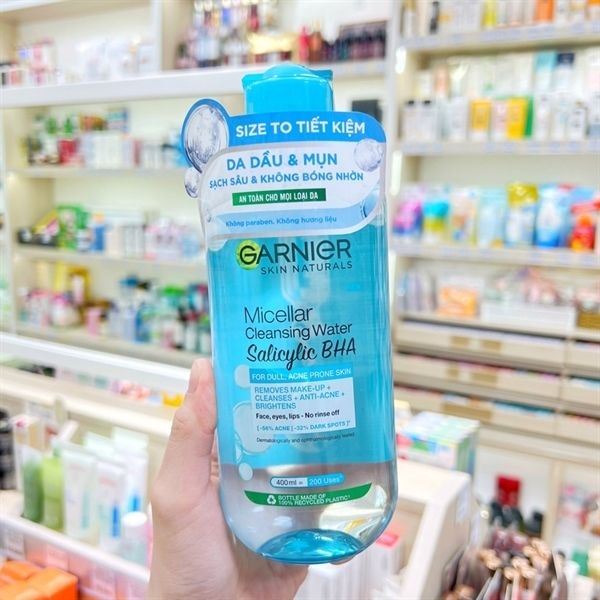 SIZE TO TIẾT KIỆM
DA DẦU & MỤN
SẠCH SÂU & KHÔNG BÓNG NHỜN
AN TOÀN CHO MỌI LOẠI DA
Không paraben. Không hương liệu
GARNIER
SKIN NATURALS
Micellar
Cleansing Water
Salicylic BHA
FOR DULL, ACNE PRONE SKIN
REMOVES MAKE-UP +
CLEANSES + ANTI-ACNE +
BRIGHTENS
Face, eyes, lips - No rinse off
[-56% ACNE | -32% DARK SPOTS]*
Dermatologically and ophthalmologically tested
400ml = 200 Uses*
BOTTLE MADE OF
100% RECYCLED PLASTIC¹